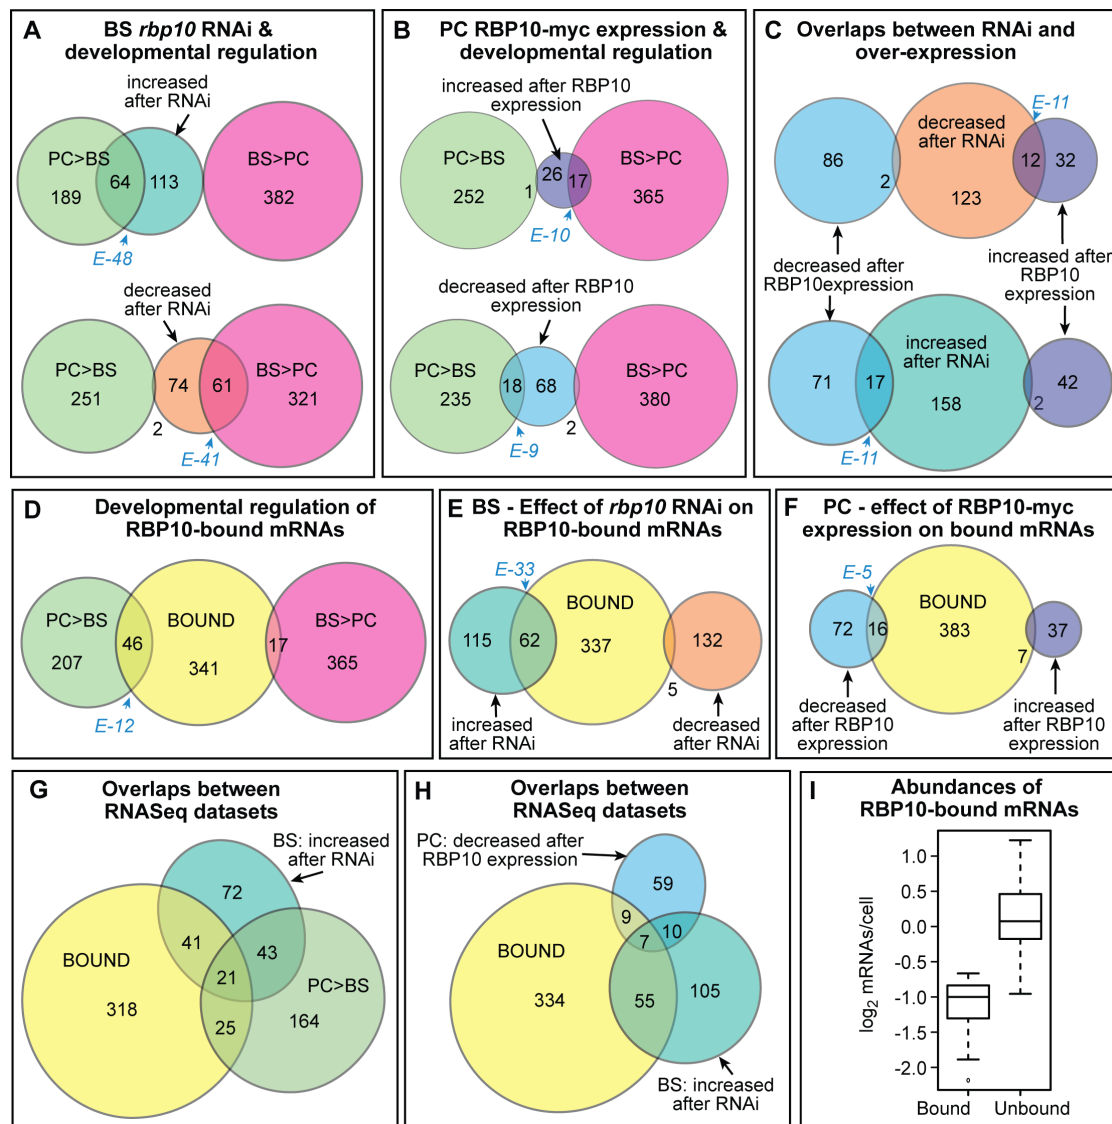 A
BS rbp10 RNAi &
developmental regulation
increased
after RNAi
PC>BS
BS>PC
189
64
113
382
E-48
decreased
after RNAi
PC>BS
BS>PC
251
2
74
61
321
E-41
B
PC RBP10-myc expression &
developmental regulation
increased after RBP10
expression
PC>BS
BS>PC
252
1
26
17
365
E-10
decreased after RBP10
expression
PC>BS
BS>PC
235
18
68
2
380
E-9
C
Overlaps between RNAi and
over-expression
E-11
decreased
after RNAi
86
2
123
12
32
decreased after
RBP10expression
increased after
RBP10
expression
increased
after RNAi
71
17
158
2
42
E-11
D
Developmental regulation of
RBP10-bound mRNAs
PC>BS
BOUND
BS>PC
207
46
341
17
365
E-12
E
BS - Effect of rbp10 RNAi on
RBP10-bound mRNAs
E-33
BOUND
115
62
337
5
132
increased
after RNAi
decreased
after RNAi
F
PC - effect of RBP10-myc
expression on bound mRNAs
E-5
BOUND
72
16
383
7
37
decreased
after RBP10
expression
increased
after RBP10
expression
G
Overlaps between
RNASeq datasets
BS: increased
after RNAi
72
41
43
BOUND
21
PC>BS
318
25
164
H
Overlaps between
RNASeq datasets
PC: decreased after
RBP10 expression
59
9
10
7
BOUND
334
55
105
BS: increased
after RNAi
I
Abundances of
RBP10-bound mRNAs
log2 mRNAs/cell
1.0
0.5
0.0
-0.5
-1.0
-1.5
-2.0
Bound
Unbound